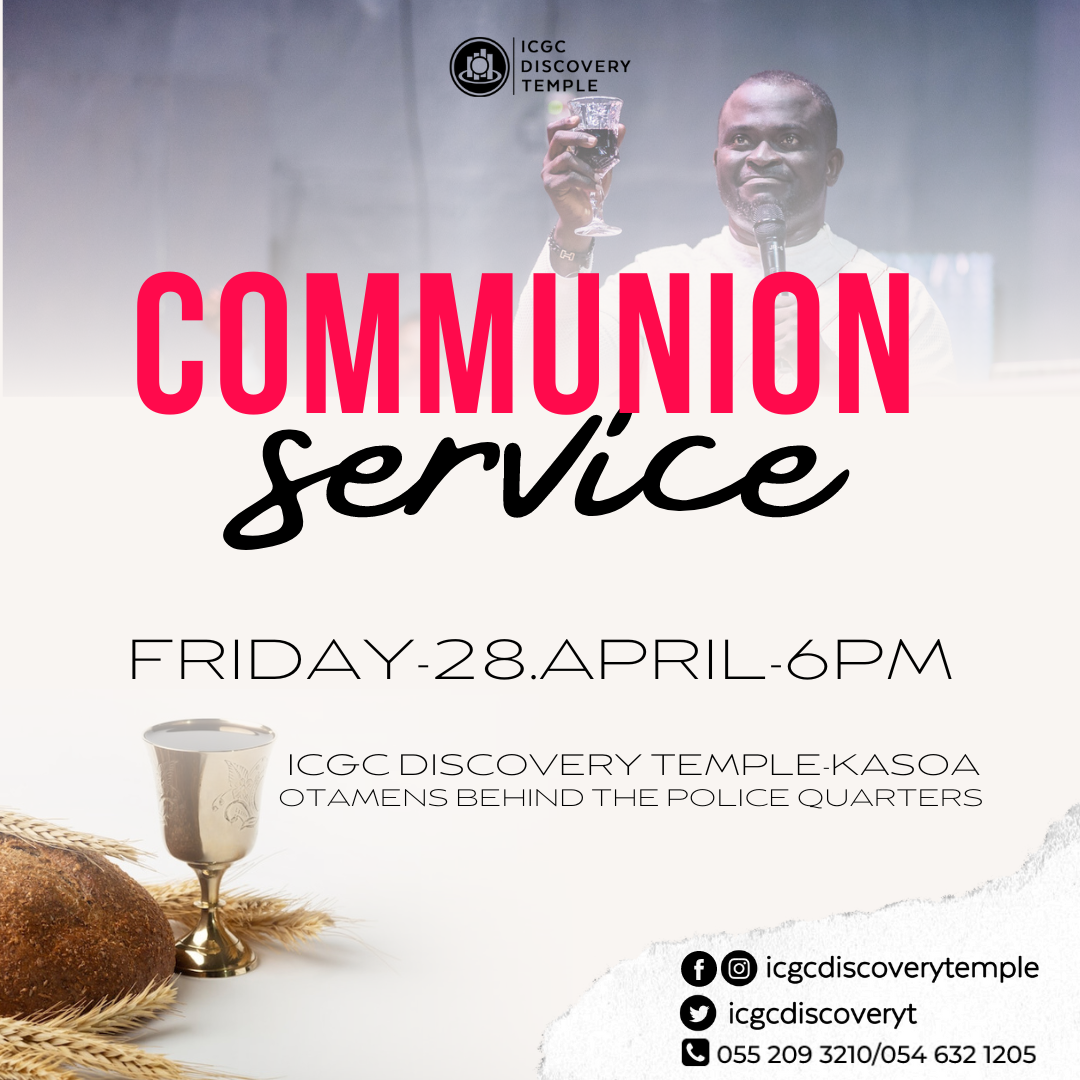 ICGC
DISCOVERY
TEMPLE
COMMUNION
service
FRIDAY-28.APRIL-6PM
ICGC DISCOVERY TEMPLE-KASOA
OTAMENS BEHIND THE POLICE QUARTERS
icgcdiscoverytemple
icgcdiscoveryt
055 209 3210/054 632 1205